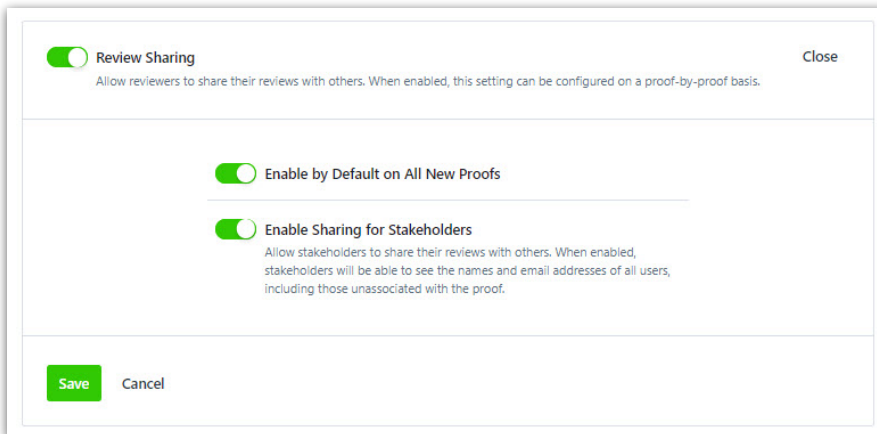 Review Sharing
Close
Allow reviewers to share their reviews with others. When enabled, this setting can be configured on a proof-by-proof basis.
Enable by Default on All New Proofs
Enable Sharing for Stakeholders
Allow stakeholders to share their reviews with others. When enabled,
stakeholders will be able to see the names and email addresses of all users,
including those unassociated with the proof.
Save
Cancel